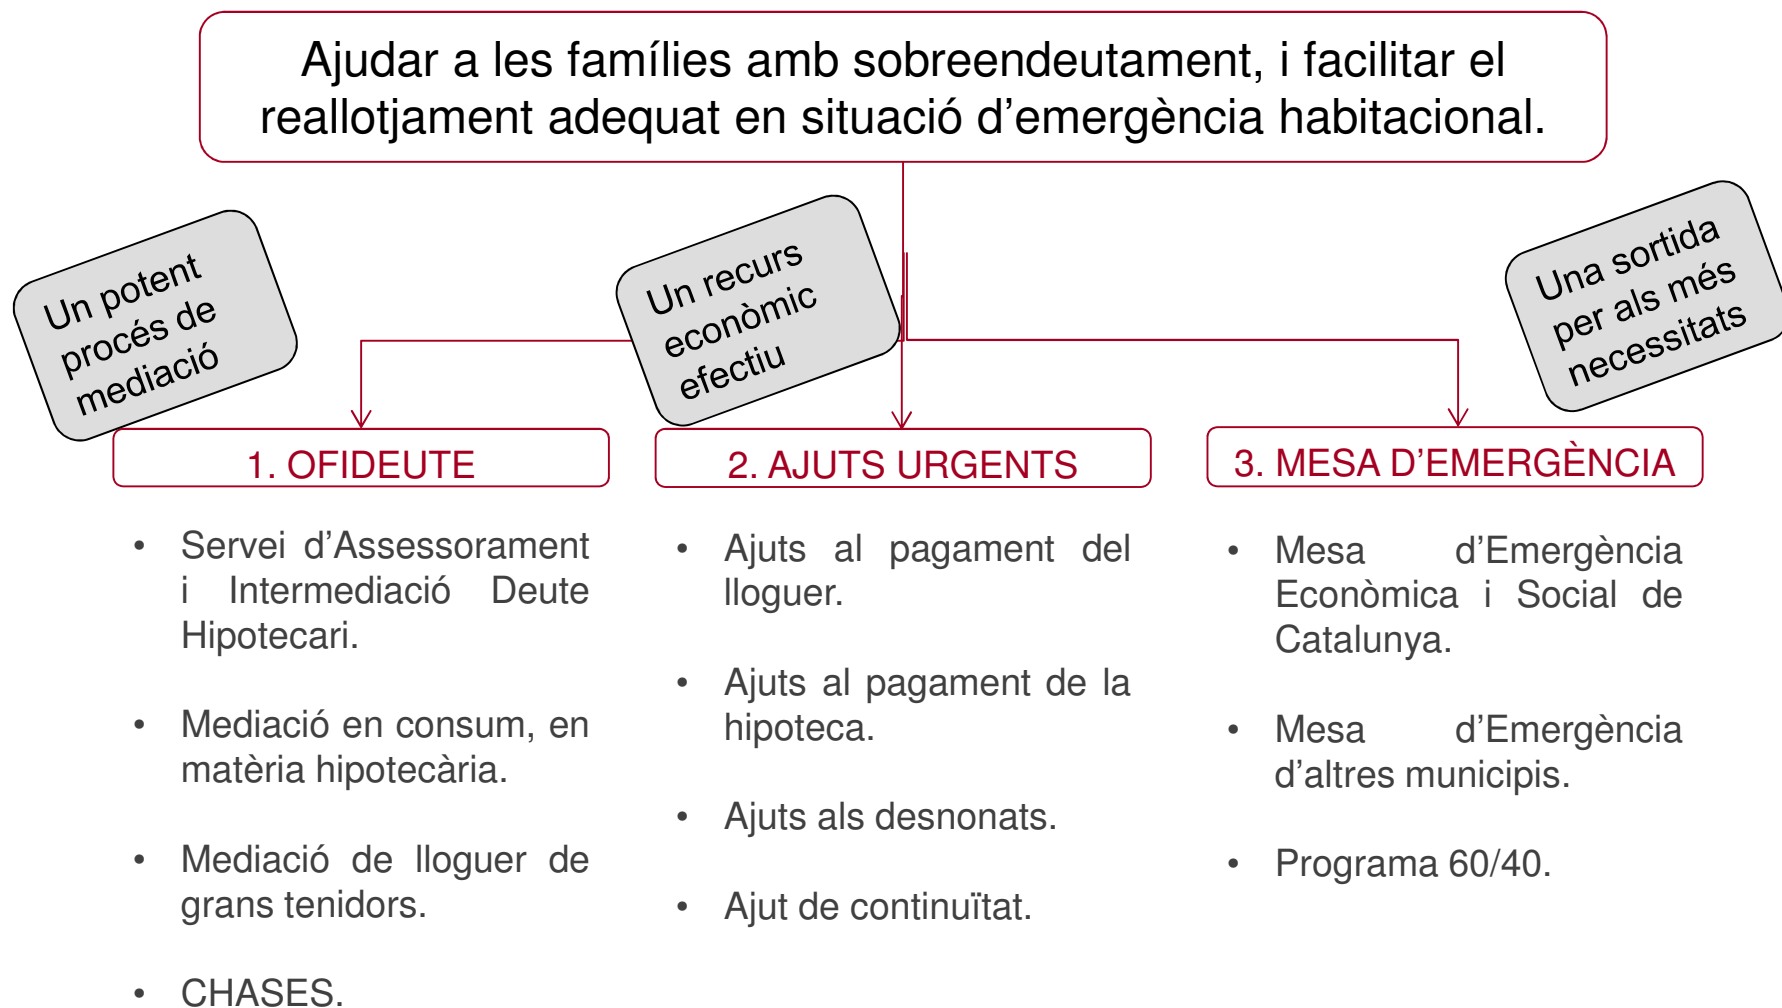 Ajudar a les famílies amb sobreendeutament, i facilitar el
reallotjament adequat en situació d’emergència habitacional.
Un potent
procés de
mediació
Un recurs
econòmic
efectiu
Una sortida
per als més
necessitats
1. OFIDEUTE
• Servei d’Assessorament
i Intermediació Deute
Hipotecari.
• Mediació en consum, en
matèria hipotecària.
• Mediació de lloguer de
grans tenidors.
• CHASES.
2. AJUTS URGENTS
• Ajuts al pagament del
lloguer.
• Ajuts al pagament de la
hipoteca.
• Ajuts als desnonats.
• Ajut de continuïtat.
3. MESA D’EMERGÈNCIA
• Mesa d’Emergència
Econòmica i Social de
Catalunya.
• Mesa d’Emergència
d’altres municipis.
• Programa 60/40.